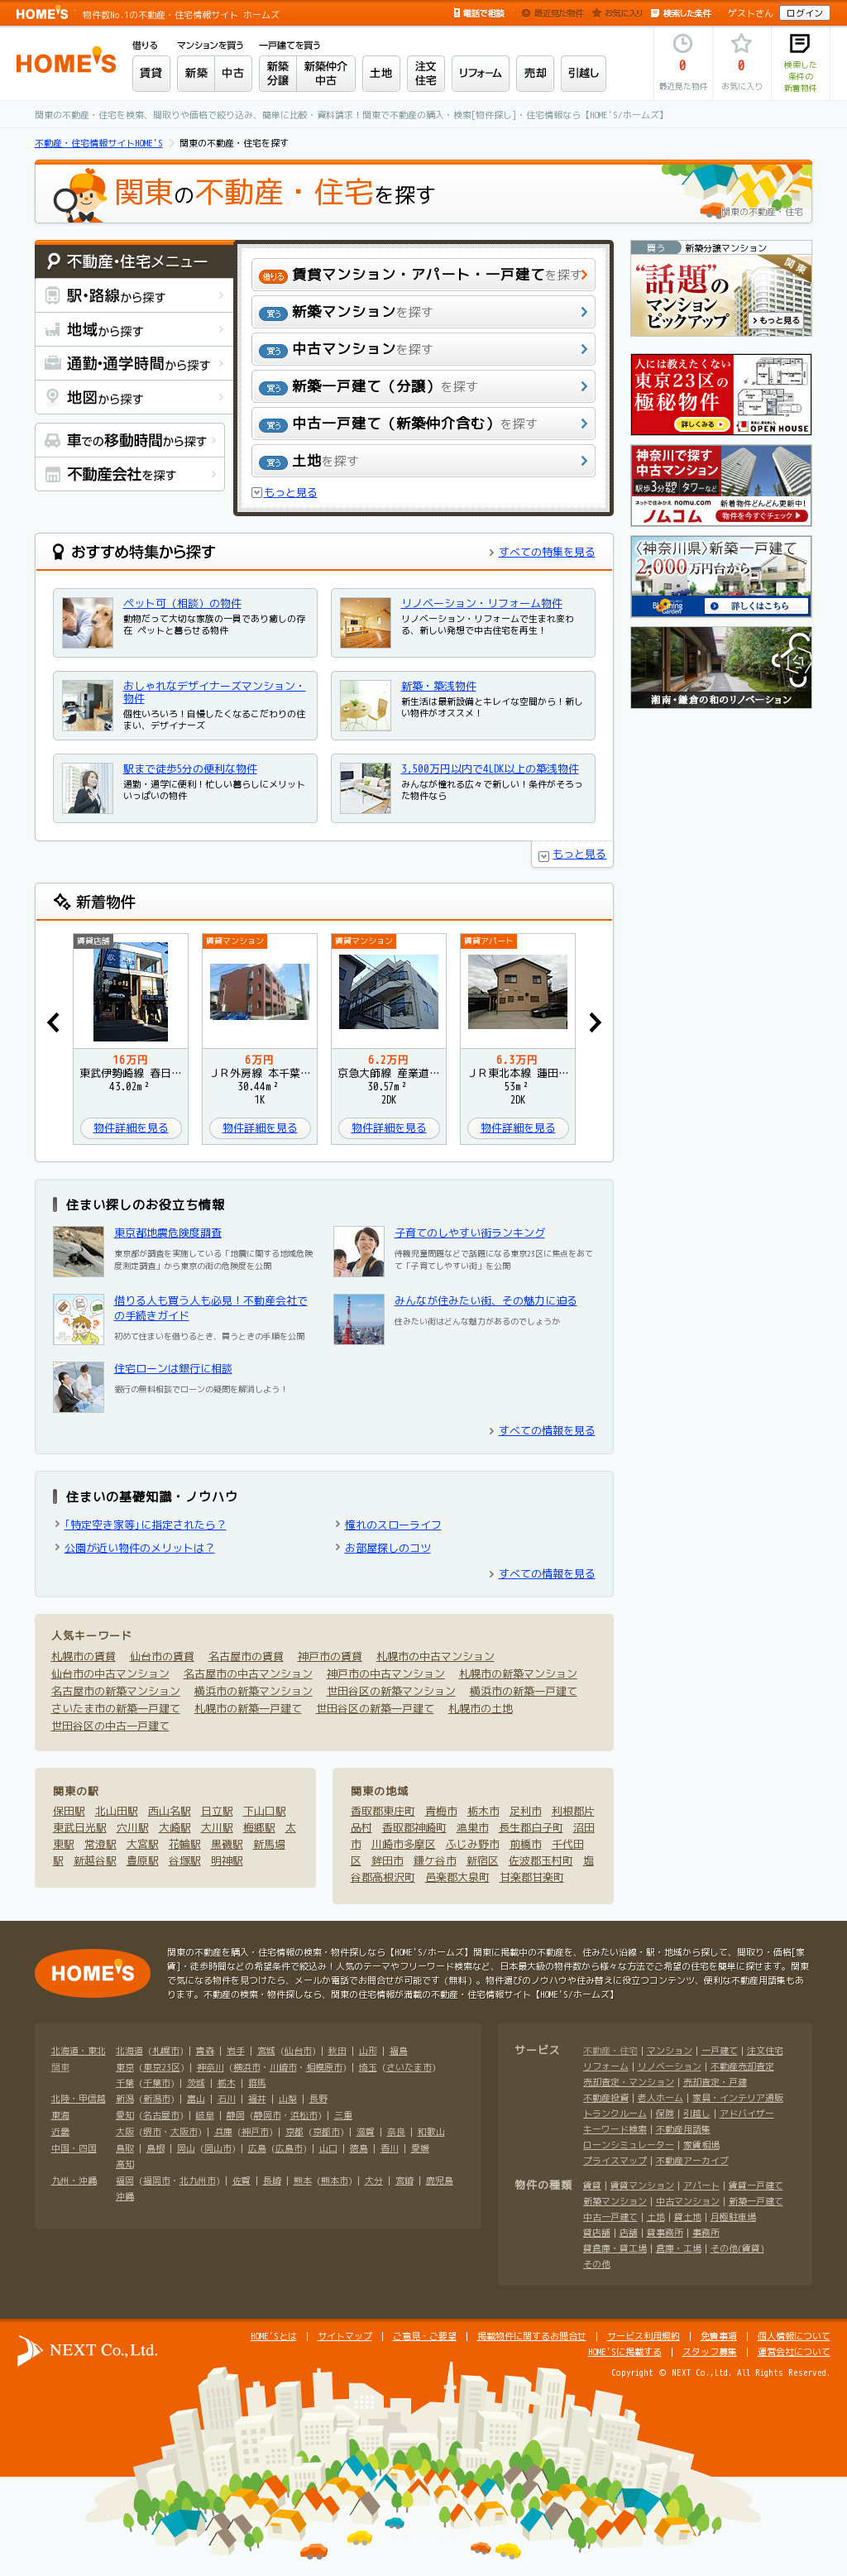 HOME'S 物件数No.1の不動産・住宅情報サイト ホームズ
電話で相談 最近見た物件 お気に入り 検索した条件 ゲストさん ログイン
HOME'S
借りる マンションを買う 一戸建てを買う
賃貸 新築 中古 新築分譲 新築仲介中古 土地 注文住宅 リフォーム 売却 引越し
0 最近見た物件
0 お気に入り
検索した条件の新着物件
関東の不動産・住宅を検索、間取りや価格で絞り込み、簡単に比較・資料請求！関東で不動産の購入・検索[物件探し]・住宅情報なら【HOME'S/ホームズ】
不動産・住宅情報サイトHOME'S 関東の不動産・住宅を探す
関東の不動産・住宅を探す
関東の不動産・住宅
不動産・住宅メニュー
駅・路線から探す
地域から探す
通勤・通学時間から探す
地図から探す
車での移動時間から探す
不動産会社を探す
借りる 賃貸マンション・アパート・一戸建てを探す
買う 新築マンションを探す
買う 中古マンションを探す
買う 新築一戸建て（分譲）を探す
買う 中古一戸建て（新築仲介含む）を探す
買う 土地を探す
もっと見る
買う 新築分譲マンション
関東
“話題”のマンションピックアップ
もっと見る
人には教えたくない
東京23区の極秘物件
詳しくみる
OPEN HOUSE
神奈川で探す
中古マンション
駅歩3分など タワーなど
ネットで住みかえ nomu.com
ノムコム
新着物件どんどん更新中！
物件を今すぐチェック
〈神奈川県〉新築一戸建て
2,000万円台から
Blooming Garden
詳しくはこちら
湘南・鎌倉の和のリノベーション
おすすめ特集から探す
すべての特集を見る
ペット可（相談）の物件
動物だって大切な家族の一員であり癒しの存在 ペットと暮らせる物件
リノベーション・リフォーム物件
リノベーション・リフォームで生まれ変わる、新しい発想で中古住宅を再生！
おしゃれなデザイナーズマンション・物件
個性いろいろ！自慢したくなるこだわりの住まい、デザイナーズ
新築・築浅物件
新生活は最新設備とキレイな空間から！新しい物件がオススメ！
駅まで徒歩5分の便利な物件
通勤・通学に便利！忙しい暮らしにメリットいっぱいの物件
3,500万円以内で4LDK以上の築浅物件
みんなが憧れる広々で新しい！条件がそろった物件なら
もっと見る
新着物件
賃貸店舗
16万円
東武伊勢崎線 春日…
43.02m²
物件詳細を見る
賃貸マンション
6万円
ＪＲ外房線 本千葉…
30.44m²
1K
物件詳細を見る
賃貸マンション
6.2万円
京急大師線 産業道…
30.57m²
2DK
物件詳細を見る
賃貸アパート
6.3万円
ＪＲ東北本線 蓮田…
53m²
2DK
物件詳細を見る
住まい探しのお役立ち情報
東京都地震危険度調査
東京都が調査を実施している「地震に関する地域危険度測定調査」から東京の街の危険度を公開
子育てのしやすい街ランキング
待機児童問題などで話題になる東京23区に焦点をあてて「子育てしやすい街」を公開
借りる人も買う人も必見！不動産会社での手続きガイド
初めて住まいを借りるとき、買うときの手順を公開
みんなが住みたい街、その魅力に迫る
住みたい街はどんな魅力があるのでしょうか
住宅ローンは銀行に相談
銀行の無料相談でローンの疑問を解消しよう！
すべての情報を見る
住まいの基礎知識・ノウハウ
「特定空き家等」に指定されたら？
憧れのスローライフ
公園が近い物件のメリットは？
お部屋探しのコツ
すべての情報を見る
人気キーワード
札幌市の賃貸 仙台市の賃貸 名古屋市の賃貸 神戸市の賃貸 札幌市の中古マンション
仙台市の中古マンション 名古屋市の中古マンション 神戸市の中古マンション 札幌市の新築マンション
名古屋市の新築マンション 横浜市の新築マンション 世田谷区の新築マンション 横浜市の新築一戸建て
さいたま市の新築一戸建て 札幌市の新築一戸建て 世田谷区の新築一戸建て 札幌市の土地
世田谷区の中古一戸建て
関東の駅
保田駅 北山田駅 西山名駅 日立駅 下山口駅
東武日光駅 穴川駅 大崎駅 大川駅 梅郷駅 太
東駅 常澄駅 大宮駅 花輪駅 黒磯駅 新馬場
駅 新越谷駅 豊原駅 谷塚駅 明神駅
関東の地域
香取郡東庄町 青梅市 栃木市 足利市 利根郡片
品村 香取郡神崎町 鴻巣市 長生郡白子町 沼田
市 川崎市多摩区 ふじみ野市 前橋市 千代田
区 鉾田市 鎌ケ谷市 新宿区 佐波郡玉村町 塩
谷郡高根沢町 邑楽郡大泉町 甘楽郡甘楽町
HOME'S
関東の不動産を購入・住宅情報の検索・物件探しなら【HOME'S/ホームズ】関東に掲載中の不動産を、住みたい沿線・駅・地域から探して、間取り・価格[家賃]・徒歩時間などの希望条件で絞込み！人気のテーマやフリーワード検索など、日本最大級の物件数から様々な方法でご希望の住宅を簡単に探せます。関東で気になる物件を見つけたら、メールか電話でお問合せが可能です（無料）。物件選びのノウハウや住み替えに役立つコンテンツ、便利な不動産用語集もあります。不動産の検索・物件探しなら、関東の住宅情報が満載の不動産・住宅情報サイト【HOME'S/ホームズ】
北海道・東北 北海道（札幌市）｜青森｜岩手｜宮城（仙台市）｜秋田｜山形｜福島
関東 東京（東京23区）｜神奈川（横浜市・川崎市・相模原市）｜埼玉（さいたま市）
千葉（千葉市）｜茨城｜栃木｜群馬
北陸・甲信越 新潟（新潟市）｜富山｜石川｜福井｜山梨｜長野
東海 愛知（名古屋市）｜岐阜｜静岡（静岡市・浜松市）｜三重
近畿 大阪（堺市・大阪市）｜兵庫（神戸市）｜京都（京都市）｜滋賀｜奈良｜和歌山
中国・四国 鳥取｜島根｜岡山（岡山市）｜広島（広島市）｜山口｜徳島｜香川｜愛媛
高知
九州・沖縄 福岡（福岡市・北九州市）｜佐賀｜長崎｜熊本（熊本市）｜大分｜宮崎｜鹿児島
沖縄
サービス 不動産・住宅｜マンション｜一戸建て｜注文住宅
リフォーム｜リノベーション｜不動産売却査定
売却査定・マンション｜売却査定・戸建
不動産投資｜老人ホーム｜家具・インテリア通販
トランクルーム｜保険｜引越し｜アドバイザー
キーワード検索｜不動産用語集
ローンシミュレーター｜家賃相場
プライスマップ｜不動産アーカイブ
物件の種類 賃貸｜賃貸マンション｜アパート｜賃貸一戸建て
新築マンション｜中古マンション｜新築一戸建て
中古一戸建て｜土地｜貸土地｜月極駐車場
貸店舗｜店舗｜貸事務所｜事務所
貸倉庫・貸工場｜倉庫・工場｜その他(賃貸)
その他
NEXT Co.,Ltd.
HOME'Sとは｜サイトマップ｜ご意見・ご要望｜掲載物件に関するお問合せ｜サービス利用規約｜免責事項｜個人情報について
HOME'Sに掲載する｜スタッフ募集｜運営会社について
Copyright © NEXT Co.,Ltd. All Rights Reserved.